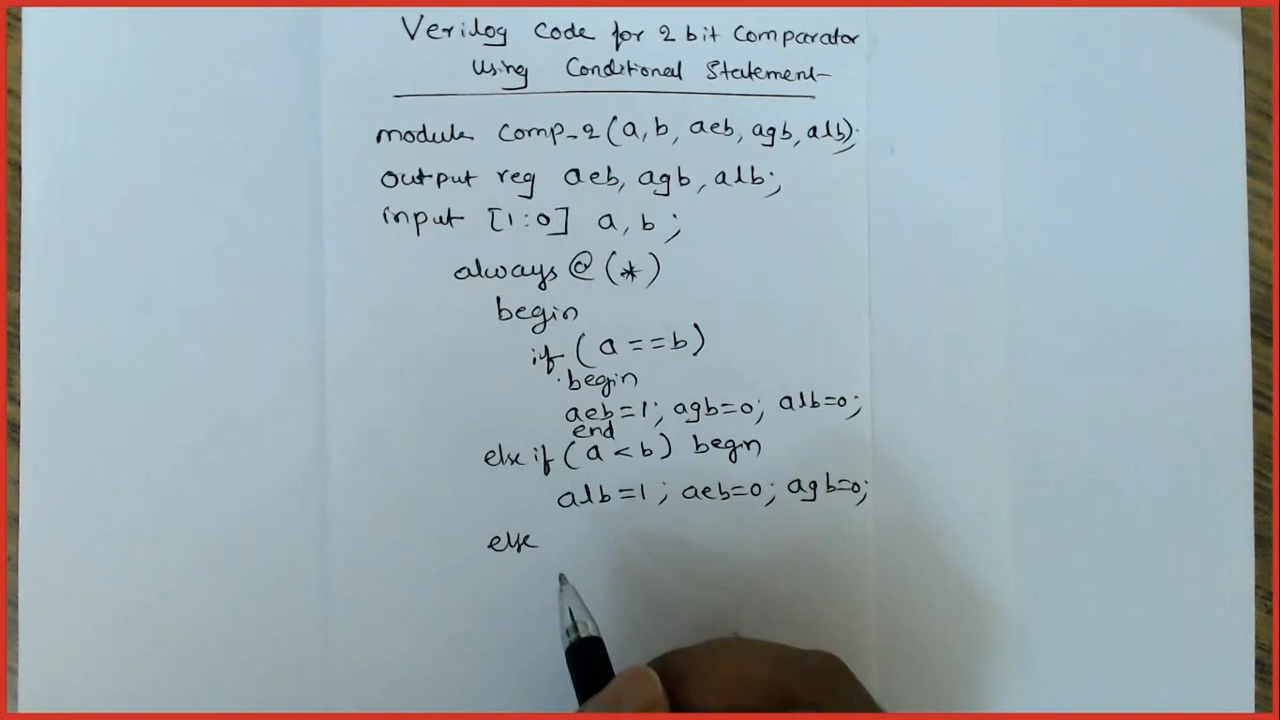 Verilog Code for 2 bit Comparator
Using Conditional Statement
module Comp_2 (a, b, aeb, agb, alb);
output reg aeb, agb, alb;
input [1:0] a, b;
always @ (*)
begin
if (a == b)
begin
aeb=1; agb=0; alb=0;
end
else if (a < b) begin
alb=1; aeb=0; agb=0;
else